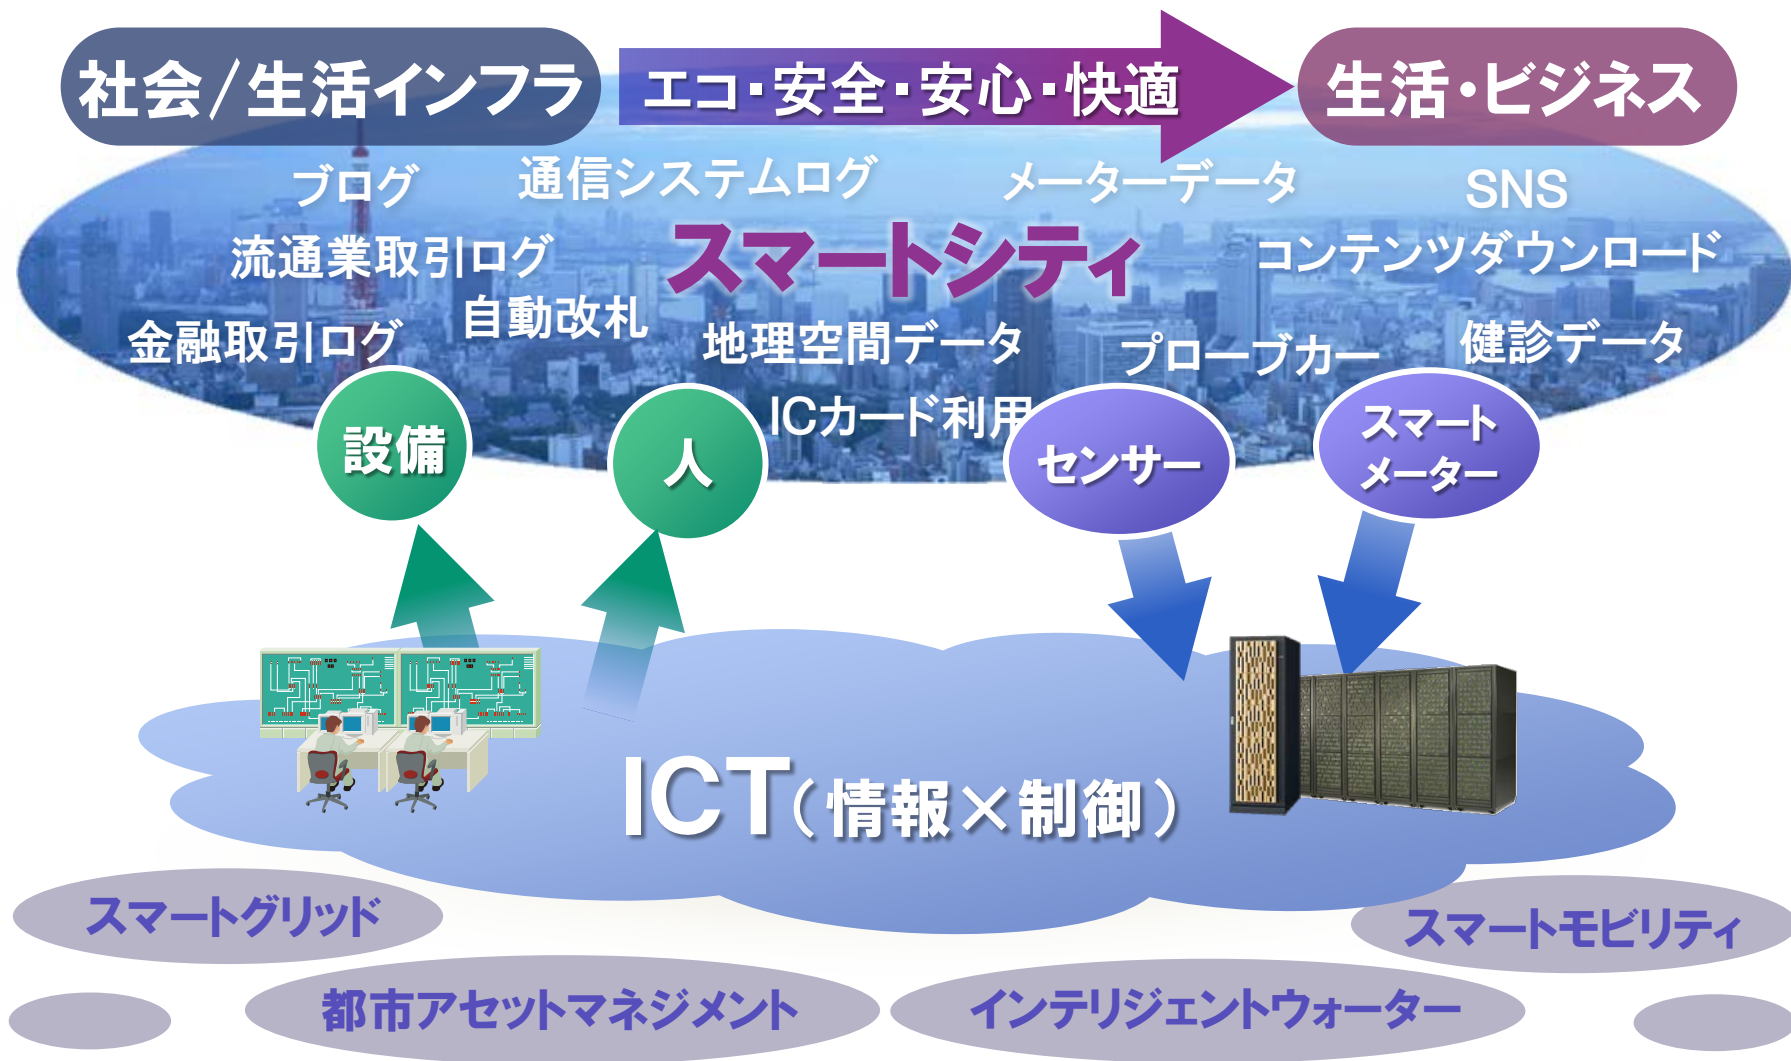 社会/生活インフラ
エコ・安全・安心・快適
生活・ビジネス
ブログ
通信システムログ
メーターデータ
SNS
流通業取引ログ
スマートシティ
コンテンツダウンロード
金融取引ログ
自動改札
地理空間データ
プローブカー
健診データ
ICカード利用
設備
人
センサー
スマート
メーター
ICT(情報×制御)
スマートグリッド
スマートモビリティ
都市アセットマネジメント
インテリジェントウォーター